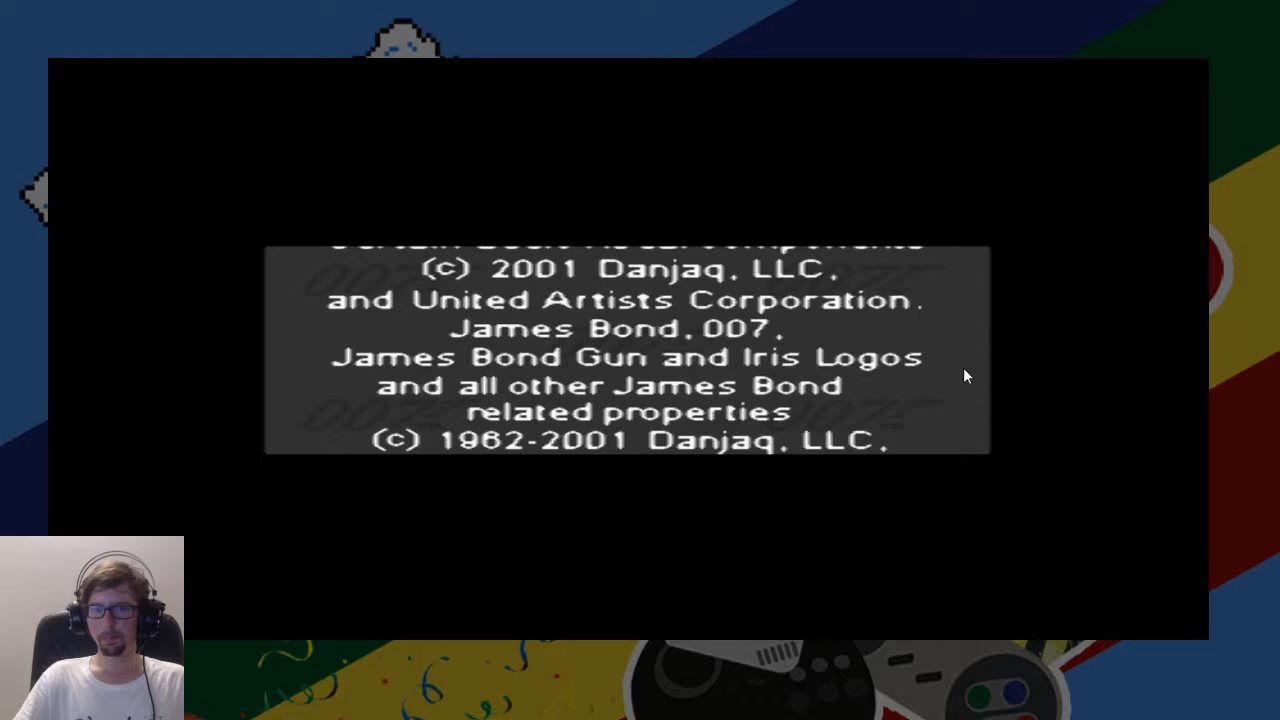 (c) 2001 Danjaq, LLC,
and United Artists Corporation.
James Bond, 007,
James Bond Gun and Iris Logos
and all other James Bond
related properties
(c) 1962-2001 Danjaq, LLC,